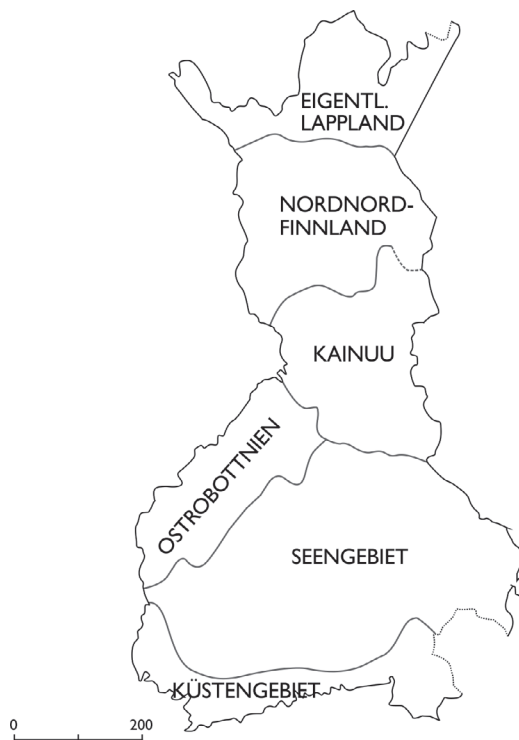 EIGENTL.
LAPPLAND
NORDNORD-
FINNLAND
KAINUU
OSTROBOTTNIEN
SEENGEBIET
KÜSTENGEBIET
0 200